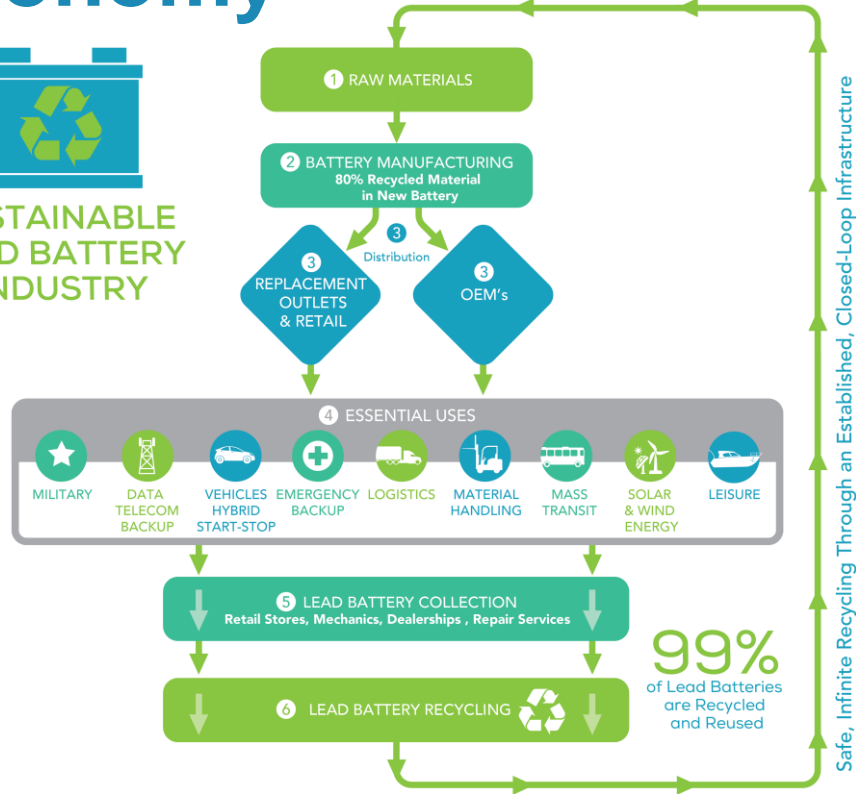 1 RAW MATERIALS
2 BATTERY MANUFACTURING
80% Recycled Material
in New Battery
STAINABLE
D BATTERY
NDUSTRY
3
Distribution
3
REPLACEMENT
OUTLETS
& RETAIL
3
OEM's
4 ESSENTIAL USES
MILITARY
DATA
TELECOM
BACKUP
VEHICLES
HYBRID
START-STOP
EMERGENCY
BACKUP
LOGISTICS
MATERIAL
HANDLING
MASS
TRANSIT
SOLAR
& WIND
ENERGY
LEISURE
5 LEAD BATTERY COLLECTION
Retail Stores, Mechanics, Dealerships , Repair Services
6 LEAD BATTERY RECYCLING
99%
of Lead Batteries
are Recycled
and Reused
Safe, Infinite Recycling Through an Established, Closed-Loop Infrastructure